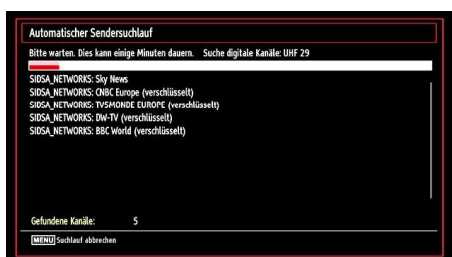 Automatischer Sendersuchlauf
Bitte warten. Dies kann einige Minuten dauern. Suche digitale Kanäle: UHF 29
SIDSA_NETWORKS: Sky News
SIDSA_NETWORKS: CNBC Europe (verschlüsselt)
SIDSA_NETWORKS: TV5MONDE EUROPE (verschlüsselt)
SIDSA_NETWORKS: DW-TV (verschlüsselt)
SIDSA_NETWORKS: BBC World (verschlüsselt)
Gefundene Kanäle: 5
MENU Suchlauf abbrechen